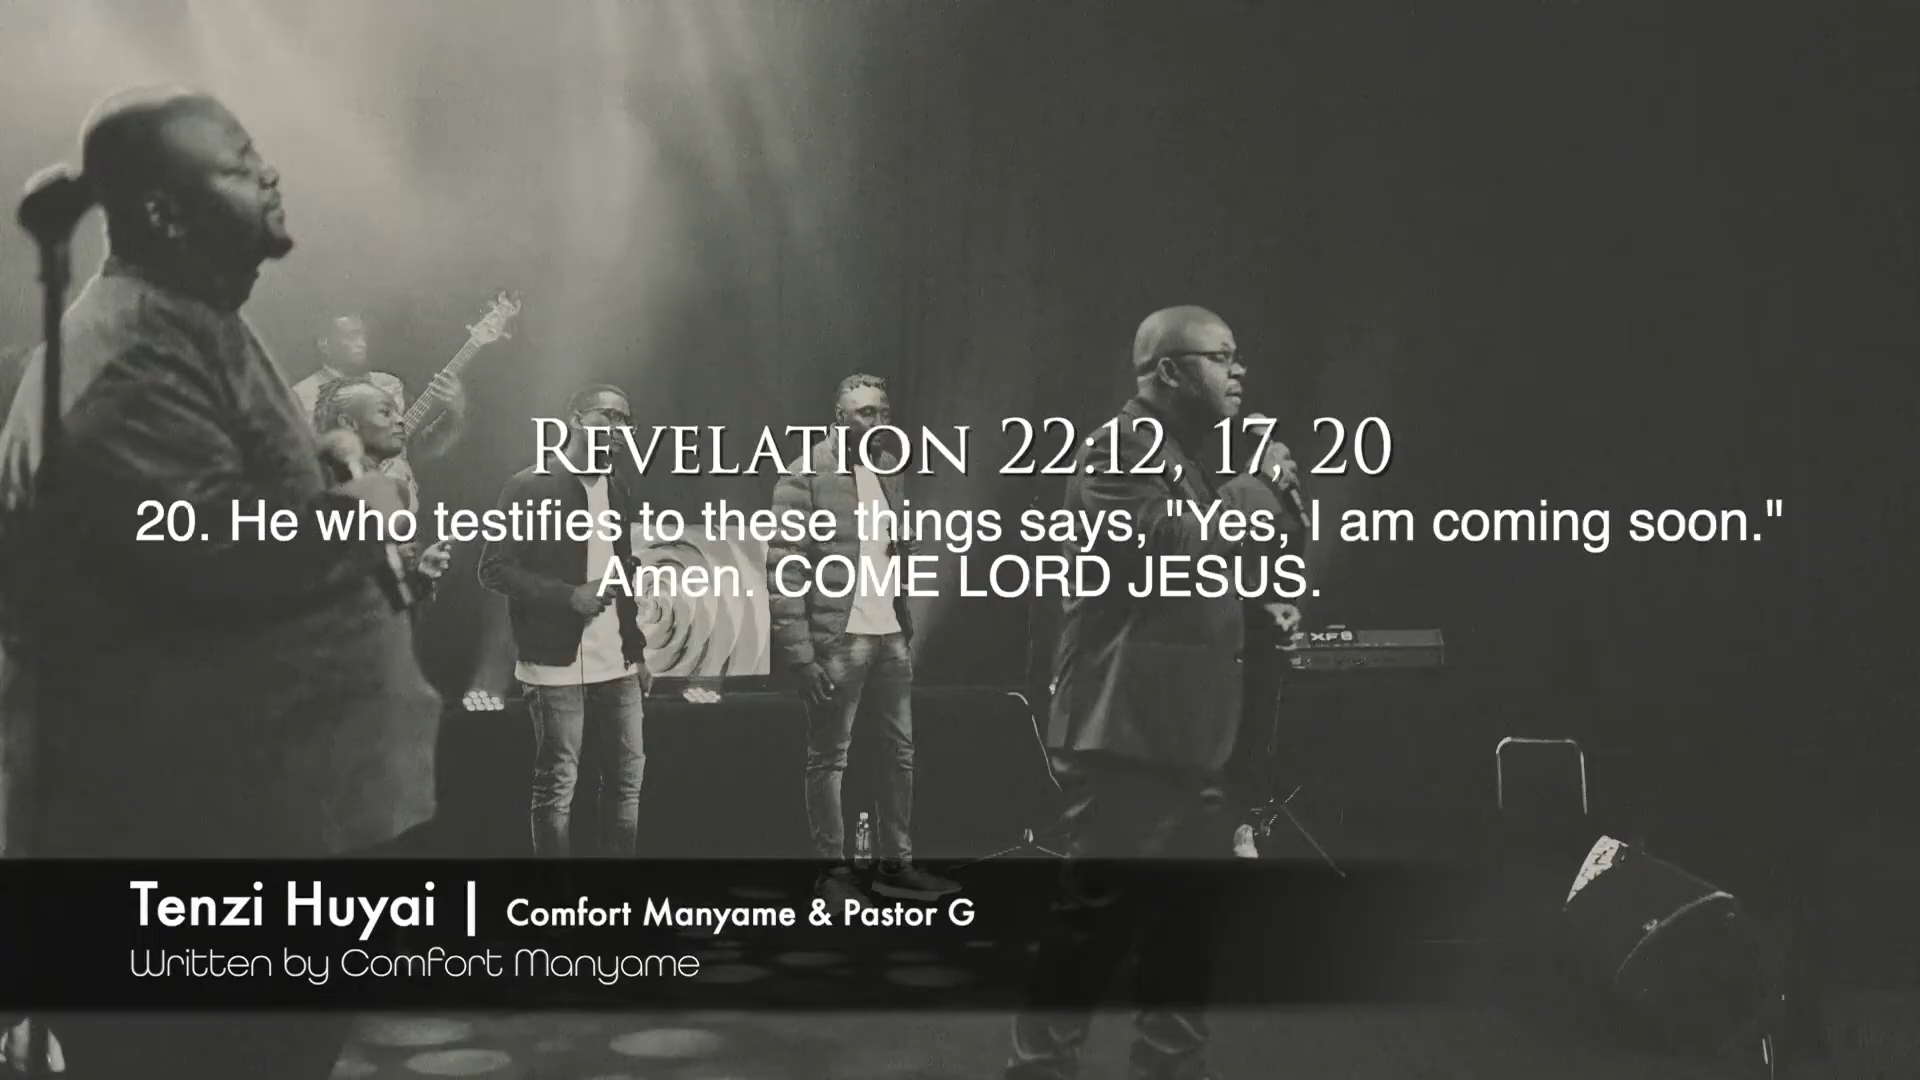 REVELATION 22:12, 17, 20
20. He who testifies to these things says, "Yes, I am coming soon."
Amen. COME LORD JESUS.
XF8
Tenzi Huyai | Comfort Manyame & Pastor G
Written by Comfort Manyame